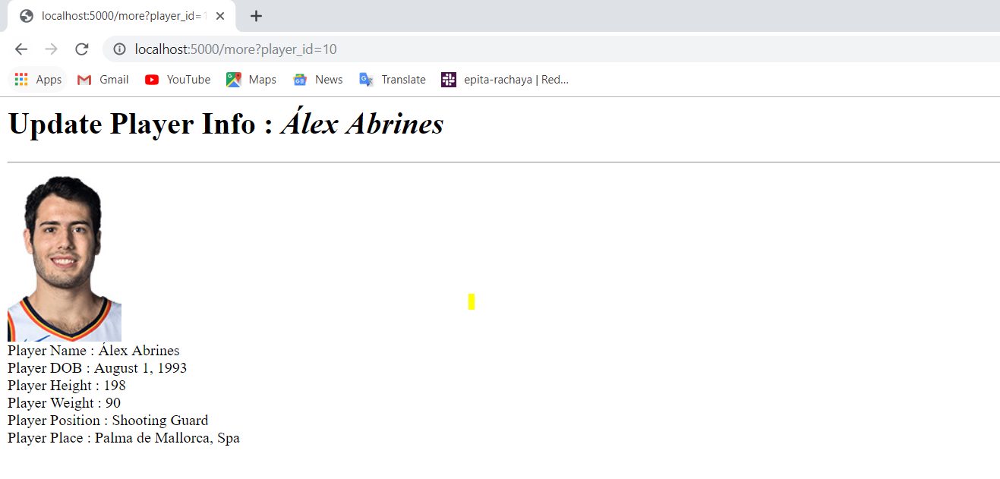 localhost:5000/more?player_id=1
localhost:5000/more?player_id=10
Apps Gmail YouTube Maps News Translate epita-rachaya | Red...
Update Player Info : Álex Abrines
Player Name : Álex Abrines
Player DOB : August 1, 1993
Player Height : 198
Player Weight : 90
Player Position : Shooting Guard
Player Place : Palma de Mallorca, Spa